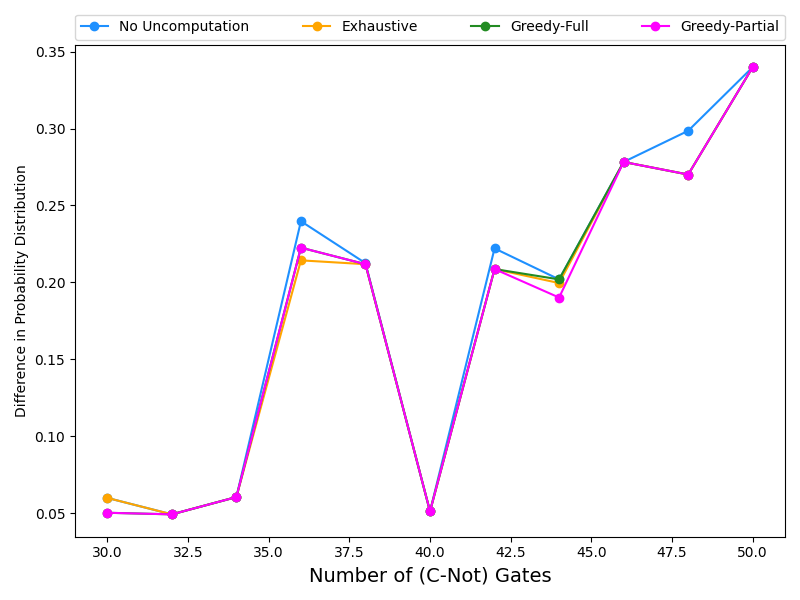 No Uncomputation Exhaustive Greedy-Full Greedy-Partial
0.35
0.30
0.25
0.20
0.15
0.10
0.05
Difference in Probability Distribution
30.0 32.5 35.0 37.5 40.0 42.5 45.0 47.5 50.0
Number of (C-Not) Gates